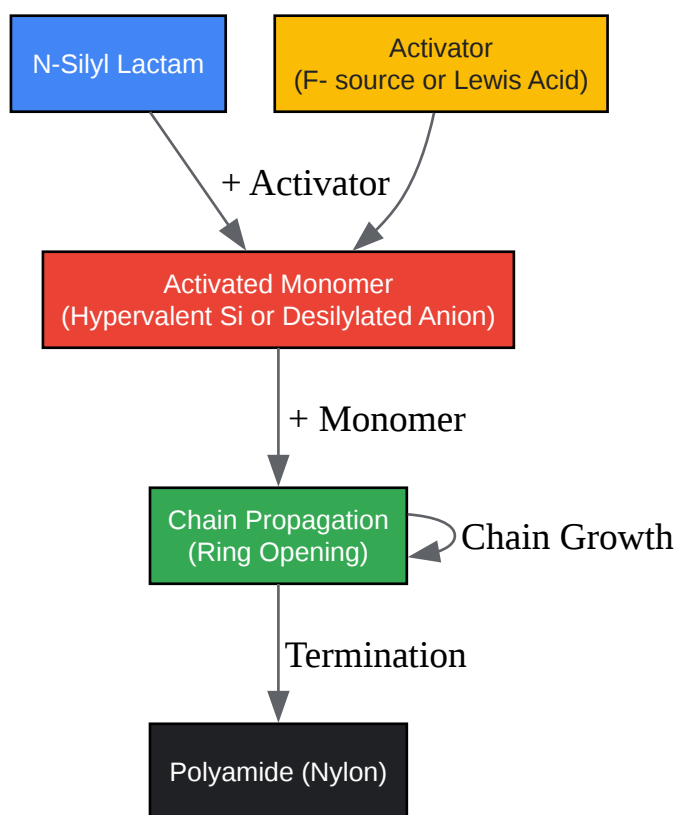 N-Silyl Lactam
Activator
(F- source or Lewis Acid)
+ Activator
Activated Monomer
(Hypervalent Si or Desilylated Anion)
+ Monomer
Chain Propagation
(Ring Opening)
Chain Growth
Termination
Polyamide (Nylon)